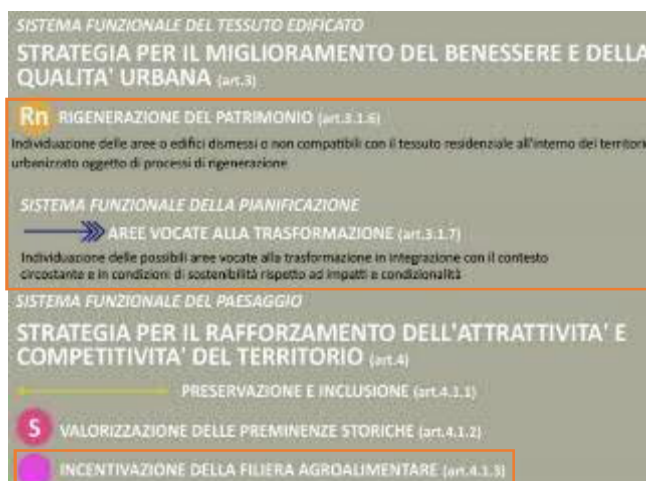 SISTEMA FUNZIONALE DEL TESSUTO EDIFICATO
STRATEGIA PER IL MIGLIORAMENTO DEL BENESSERE E DELLA
QUALITA' URBANA (art.3)
Rn RIGENERAZIONE DEL PATRIMONIO (art.3.1.6)
Individuazione delle aree o edifici dismessi o non compatibili con il tessuto residenziale all'interno del territori
urbanizzato oggetto di processi di rigenerazione
SISTEMA FUNZIONALE DELLA PIANIFICAZIONE
AREE VOCATE ALLA TRASFORMAZIONE (art.3.1.7)
Individuazione delle possibili aree vocate alla trasformazione in integrazione con il contesto
circostante e in condizioni di sostenibilità rispetto ad impatti e condizionalità
SISTEMA FUNZIONALE DEL PAESAGGIO
STRATEGIA PER IL RAFFORZAMENTO DELL'ATTRATTIVITA' E
COMPETITIVITA' DEL TERRITORIO (art.4)
PRESERVAZIONE E INCLUSIONE (art.4.1.1)
S VALORIZZAZIONE DELLE PREMINENZE STORICHE (art.4.1.2)
INCENTIVAZIONE DELLA FILIERA AGROALIMENTARE (art.4.1.3)